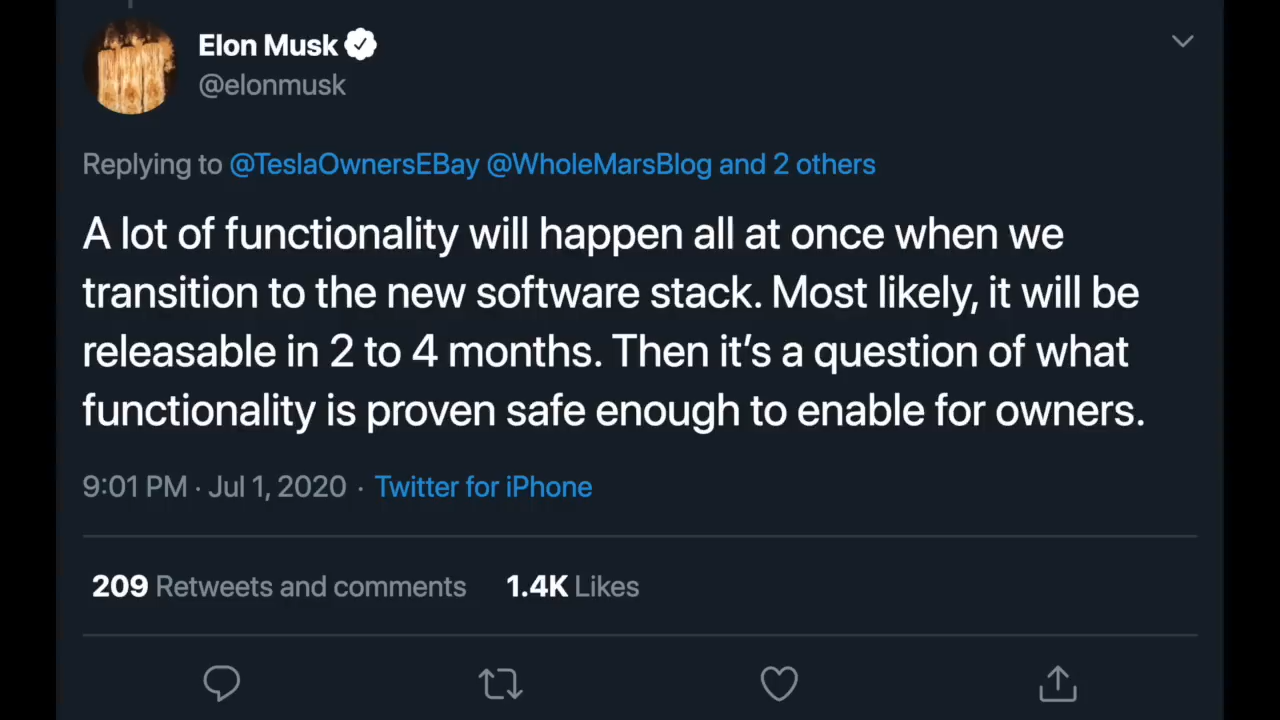 Elon Musk
@elonmusk
Replying to @TeslaOwnersEBay @WholeMarsBlog and 2 others
A lot of functionality will happen all at once when we
transition to the new software stack. Most likely, it will be
releasable in 2 to 4 months. Then it’s a question of what
functionality is proven safe enough to enable for owners.
9:01 PM · Jul 1, 2020 · Twitter for iPhone
209 Retweets and comments 1.4K Likes